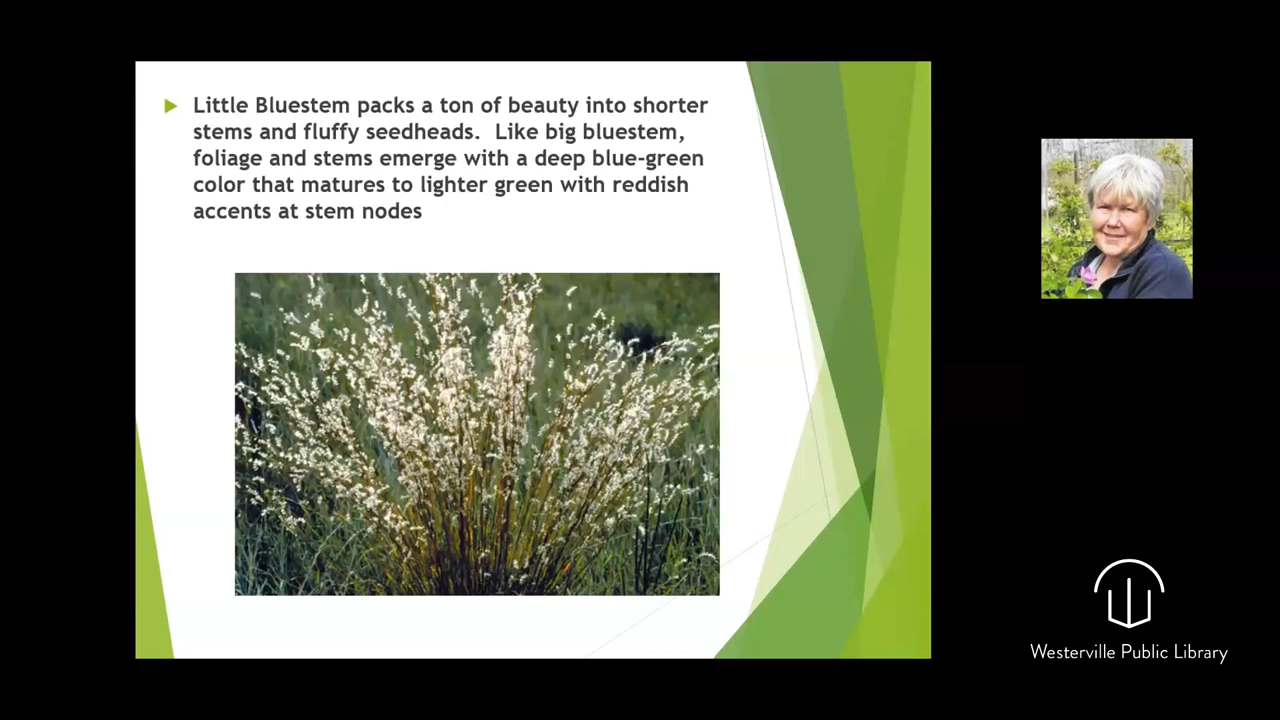 Little Bluestem packs a ton of beauty into shorter
stems and fluffy seedheads.  Like big bluestem,
foliage and stems emerge with a deep blue-green
color that matures to lighter green with reddish
accents at stem nodes
Westerville Public Library